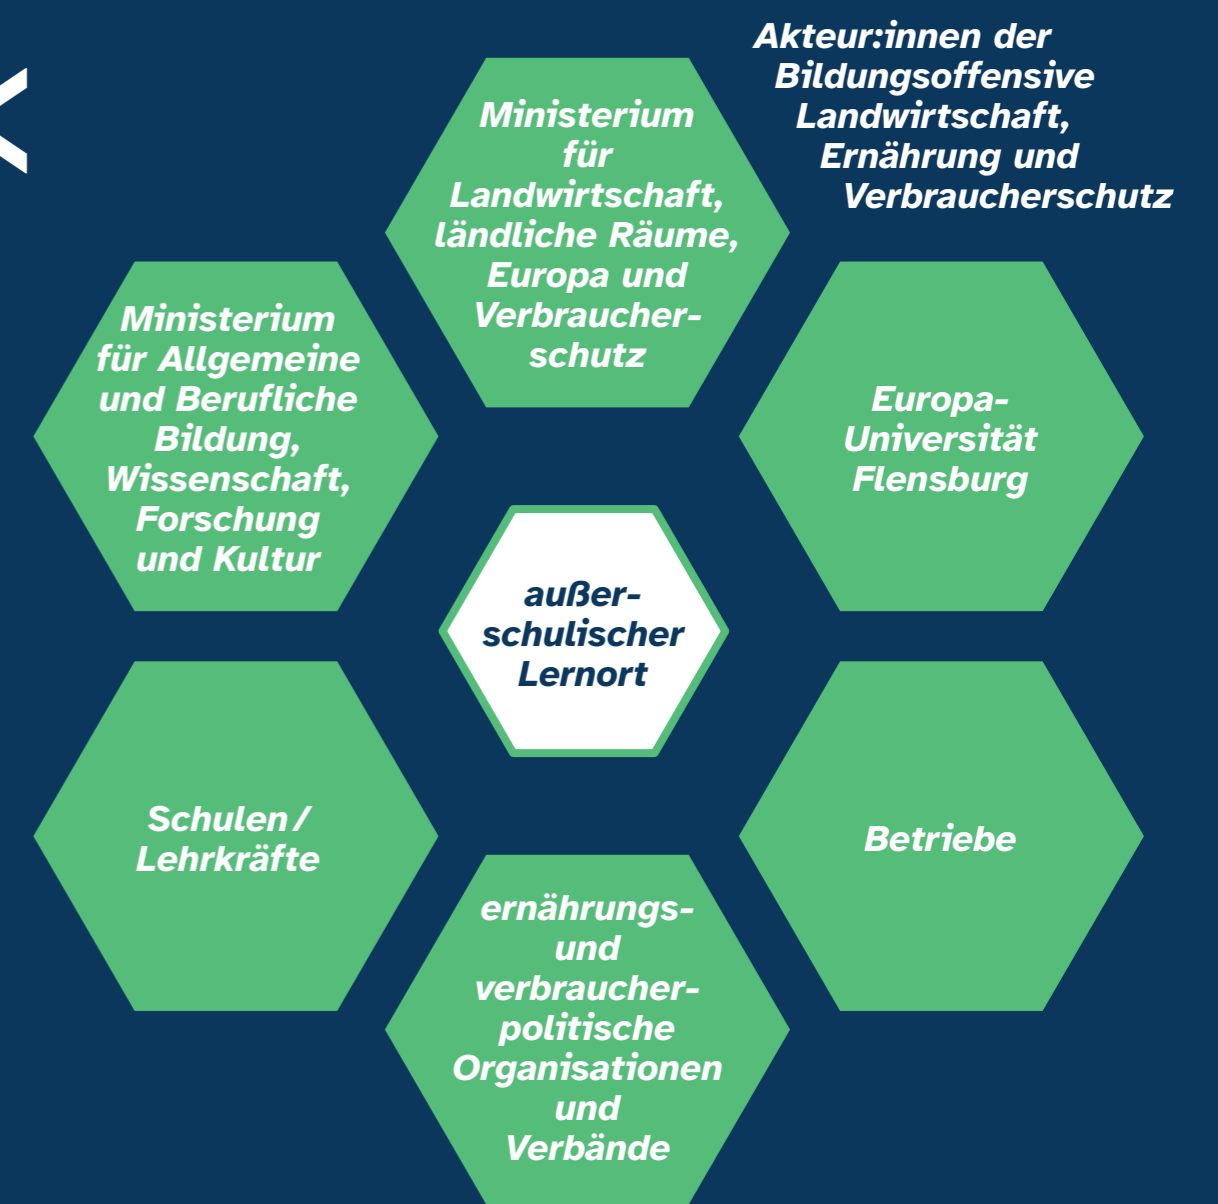 Akteur:innen der
Bildungsoffensive
Landwirtschaft,
Ernährung und
Verbraucherschutz
Ministerium
für
Landwirtschaft,
ländliche Räume,
Europa und
Verbraucher-
schutz
Ministerium
für Allgemeine
und Berufliche
Bildung,
Wissenschaft,
Forschung
und Kultur
Europa-
Universität
Flensburg
außer-
schulischer
Lernort
Schulen /
Lehrkräfte
Betriebe
ernährungs-
und
verbraucher-
politische
Organisationen
und
Verbände